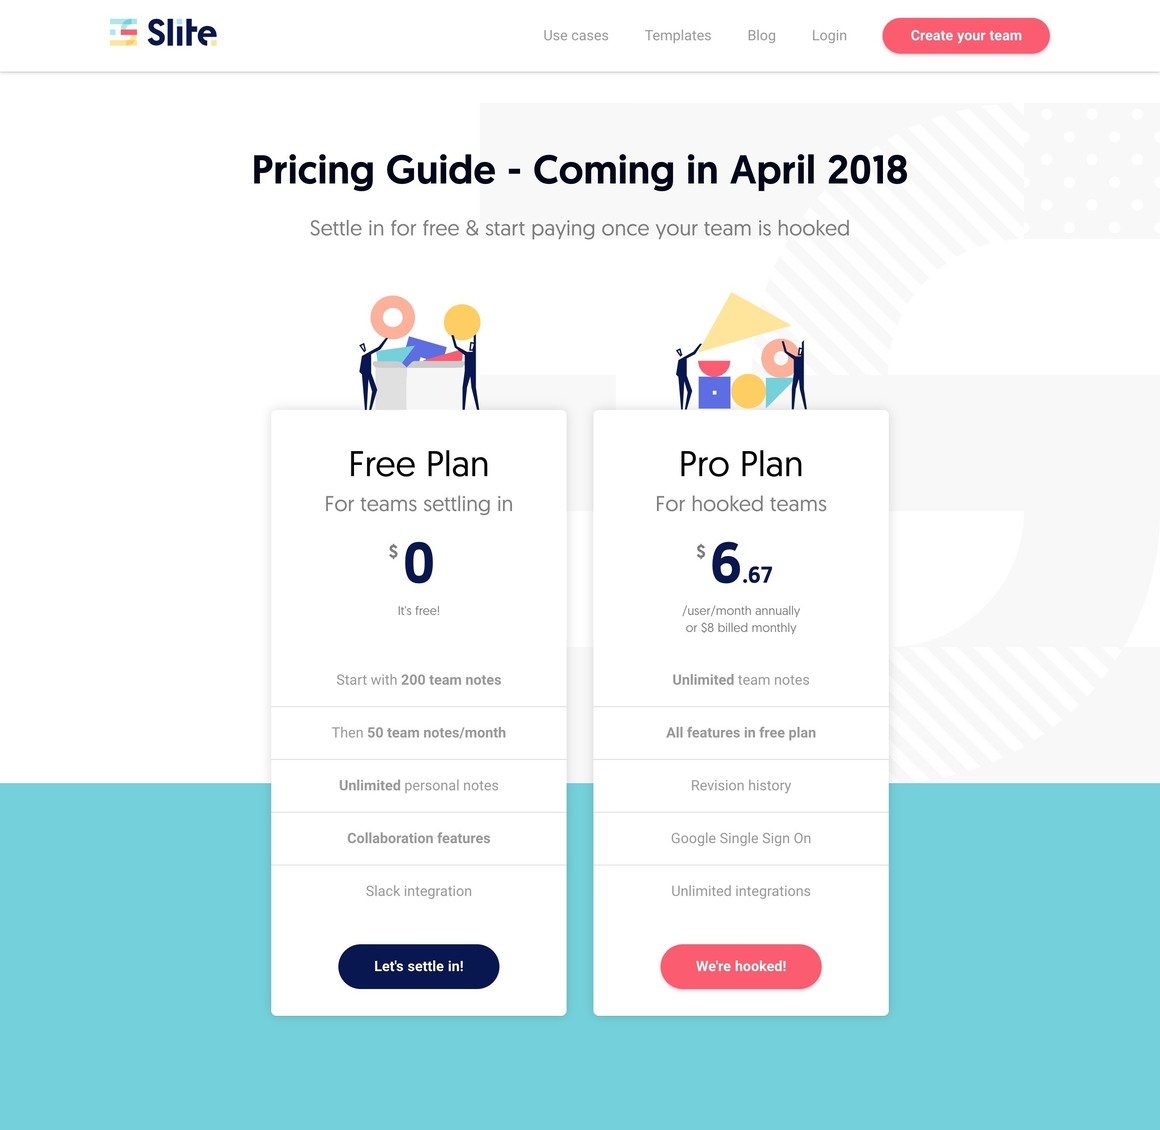 Slite
Use cases
Templates
Blog
Login
Create your team
Pricing Guide - Coming in April 2018
Settle in for free & start paying once your team is hooked
Free Plan
For teams settling in
$ 0
It's free!
Start with 200 team notes
Then 50 team notes/month
Unlimited personal notes
Collaboration features
Slack integration
Let's settle in!
Pro Plan
For hooked teams
$ 6.67
/user/month annually
or $8 billed monthly
Unlimited team notes
All features in free plan
Revision history
Google Single Sign On
Unlimited integrations
We're hooked!